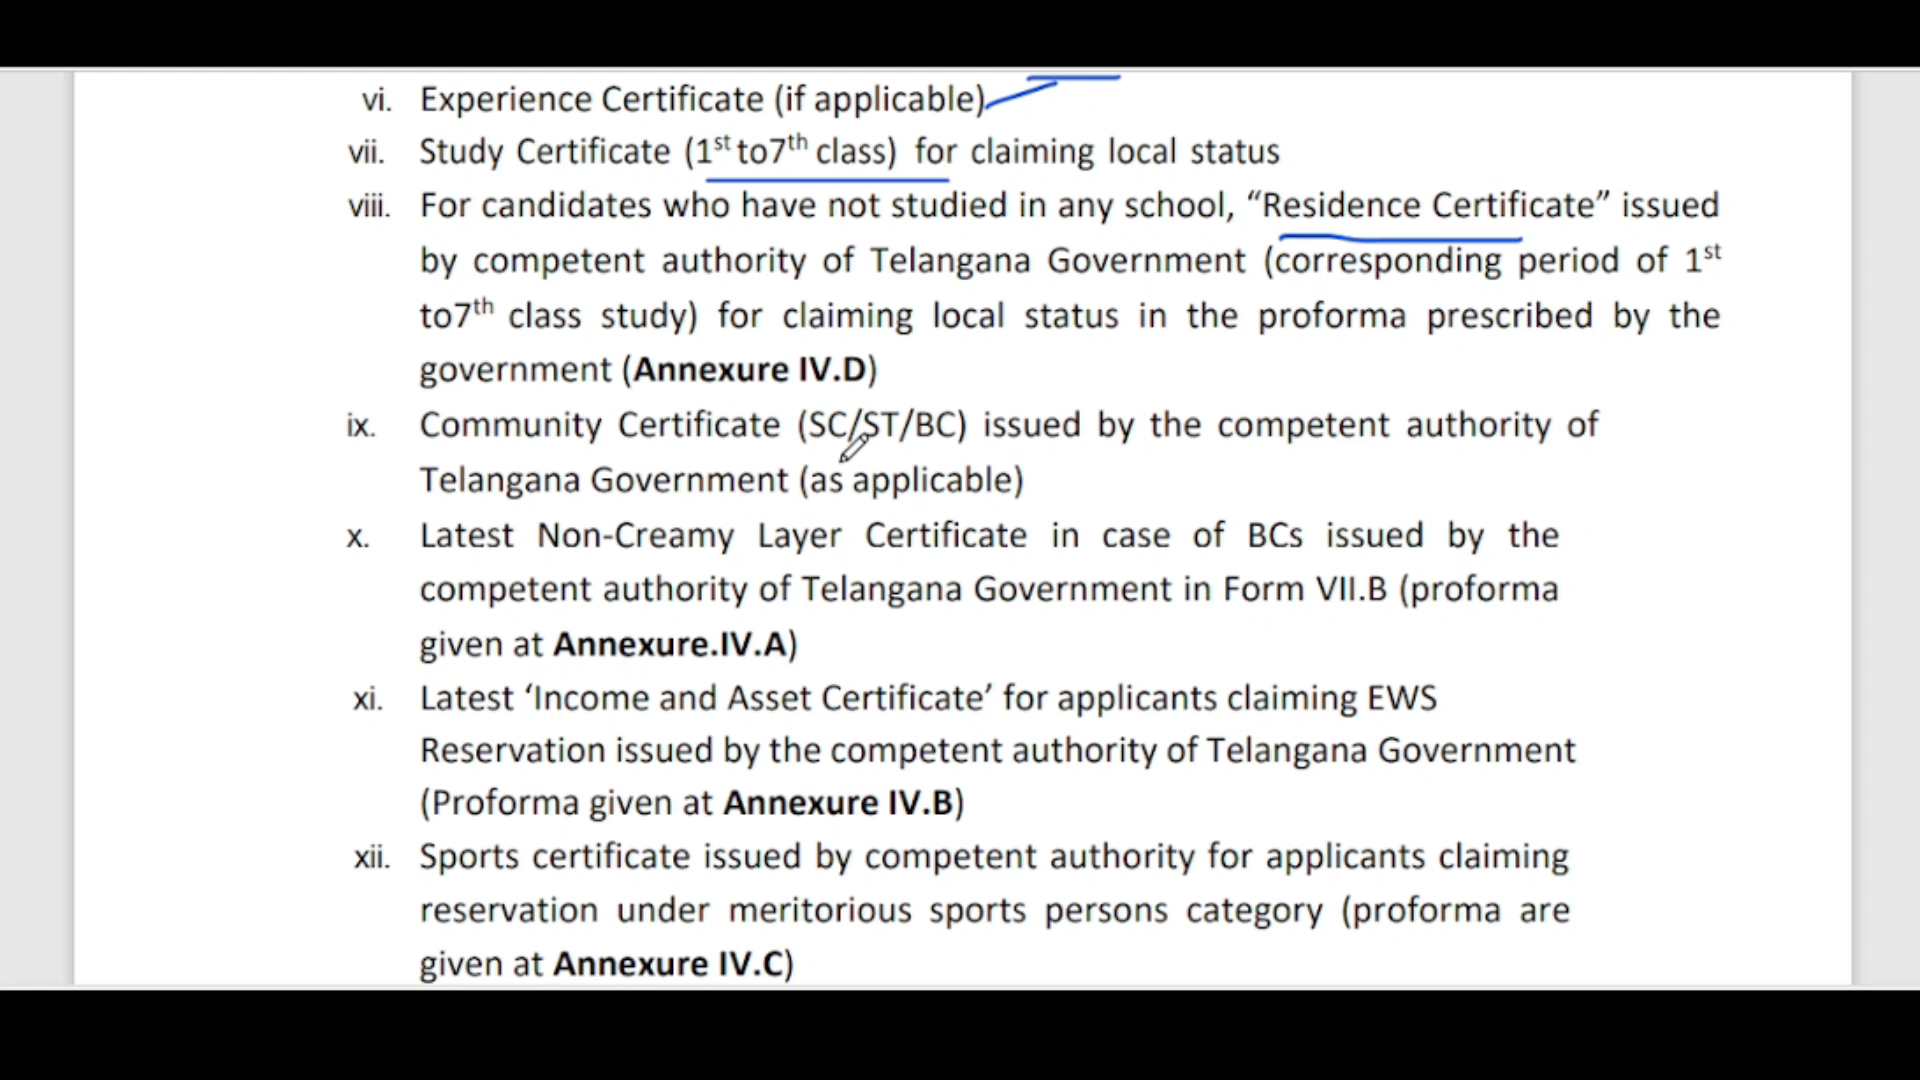 vi. Experience Certificate (if applicable)
vii. Study Certificate (1st to7th class) for claiming local status
viii. For candidates who have not studied in any school, “Residence Certificate” issued
by competent authority of Telangana Government (corresponding period of 1st
to7th class study) for claiming local status in the proforma prescribed by the
government (Annexure IV.D)
ix. Community Certificate (SC/ST/BC) issued by the competent authority of
Telangana Government (as applicable)
x. Latest Non-Creamy Layer Certificate in case of BCs issued by the
competent authority of Telangana Government in Form VII.B (proforma
given at Annexure.IV.A)
xi. Latest ‘Income and Asset Certificate’ for applicants claiming EWS
Reservation issued by the competent authority of Telangana Government
(Proforma given at Annexure IV.B)
xii. Sports certificate issued by competent authority for applicants claiming
reservation under meritorious sports persons category (proforma are
given at Annexure IV.C)